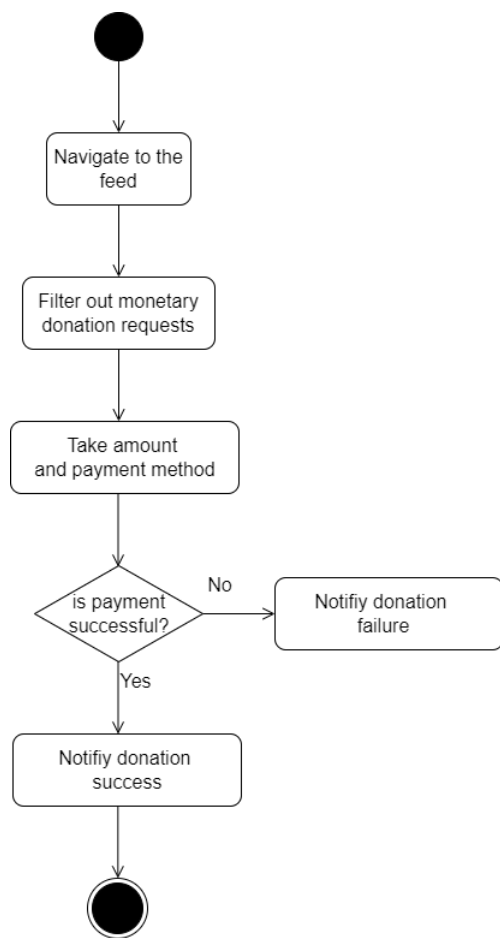 Navigate to the
feed
Filter out monetary
donation requests
Take amount
and payment method
is payment
successful?
No
Notifiy donation
failure
Yes
Notifiy donation
success